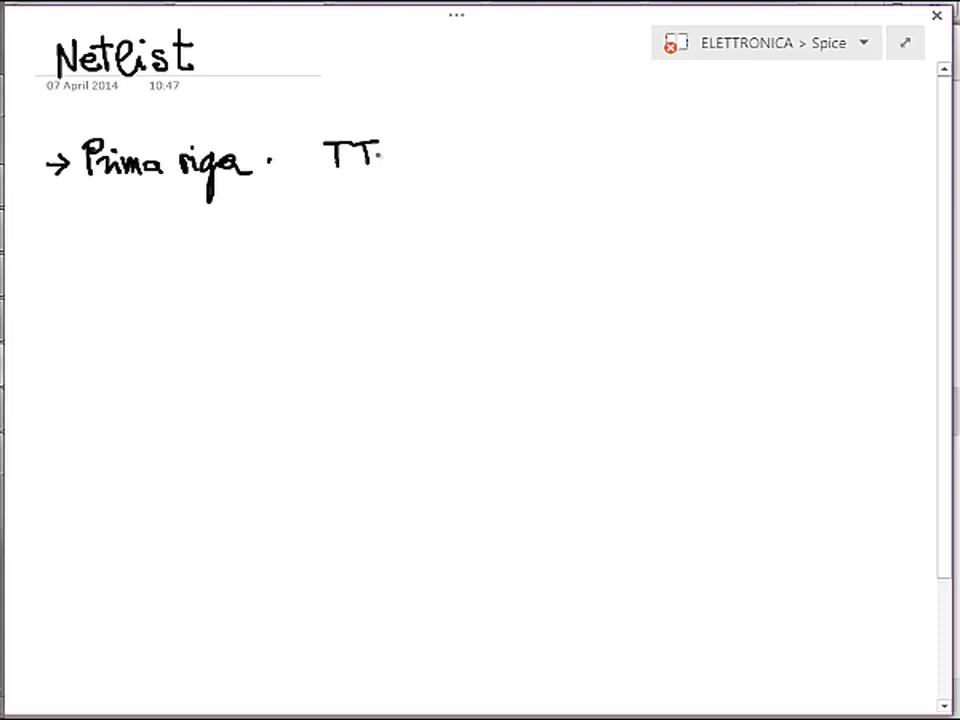 ELETTRONICA > Spice
Netlist
07 April 2014 10:47
→ Prima riga . TT.